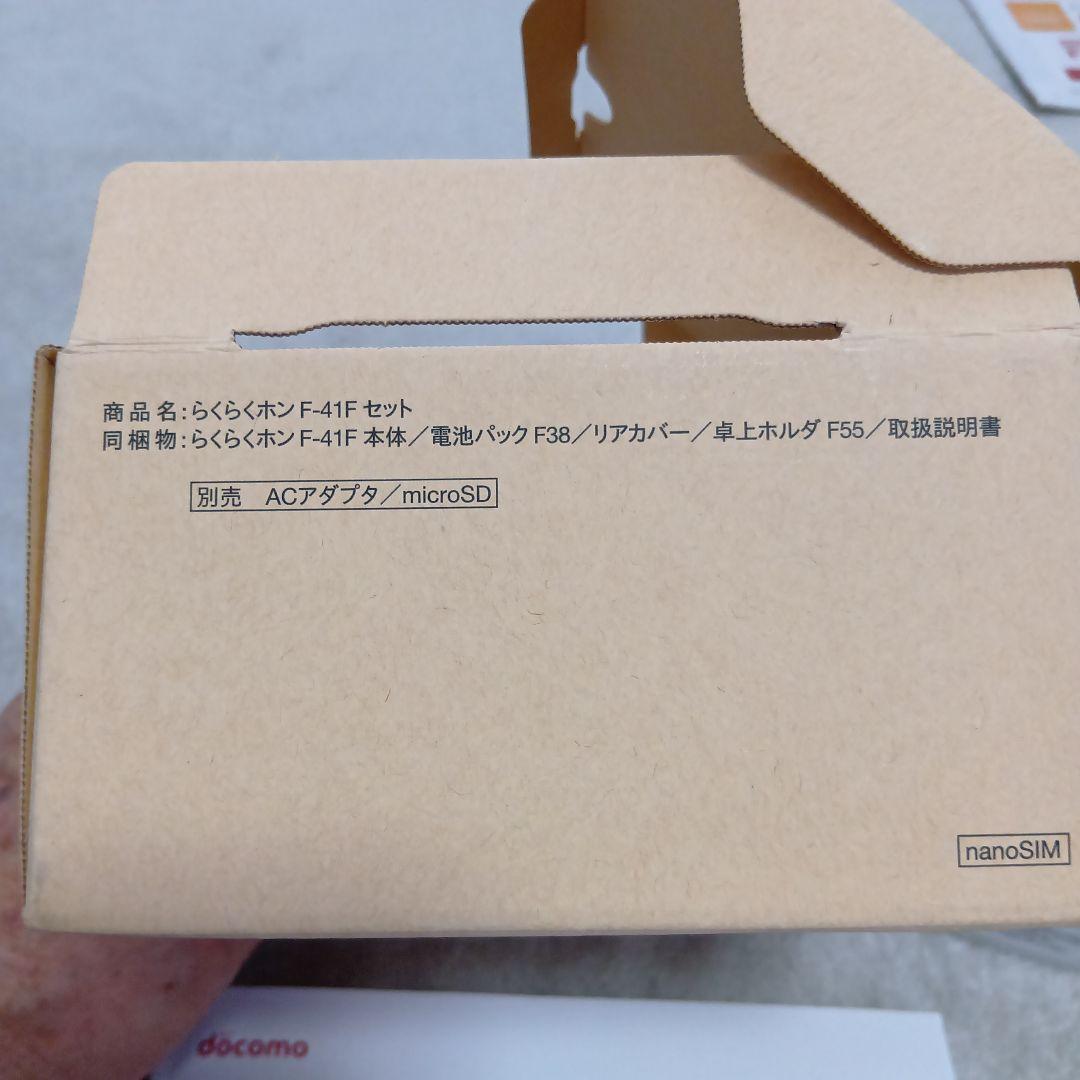 商品名：らくらくホン F-41F セット
同梱物：らくらくホン F-41F 本体／電池パック F38／リアカバー／卓上ホルダ F55／取扱説明書
別売　ACアダプタ／microSD
nanoSIM
döcomo